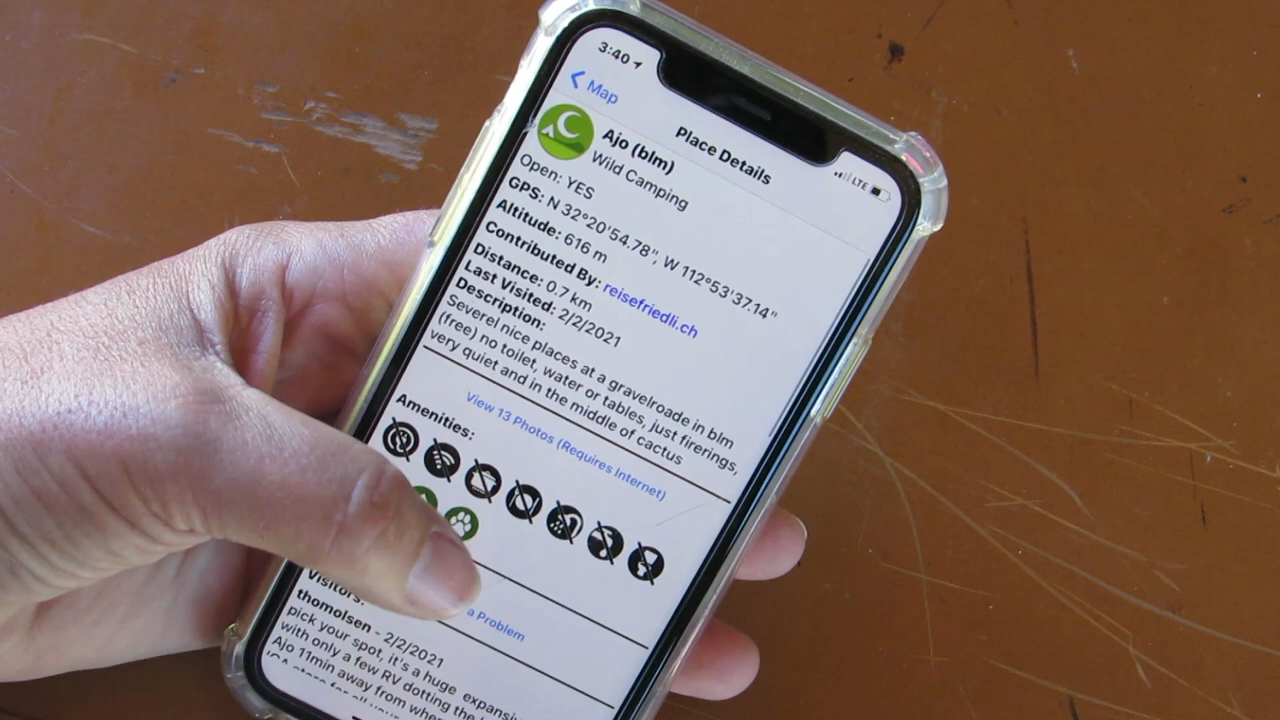 3:40
LTE
Map
Place Details
Ajo (blm)
Wild Camping
Open: YES
GPS: N 32°20'54.78", W 112°53'37.14"
Altitude: 616 m
Contributed By: reisefriedli.ch
Distance: 0.7 km
Last Visited: 2/2/2021
Description:
Severel nice places at a gravelroade in blm
(free) no toilet, water or tables, just firerings,
very quiet and in the middle of cactus
View 13 Photos (Requires Internet)
Amenities:
a Problem
Visitors:
thomolsen - 2/2/2021
pick your spot, it's a huge expansi
with only a few RV dotting the
Ajo 11min away from wher